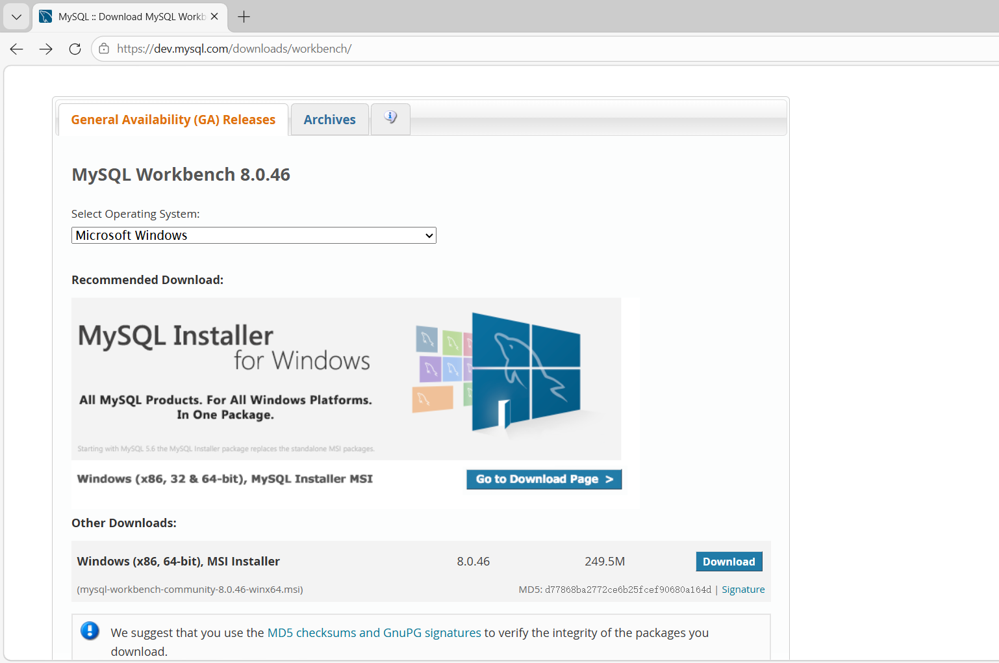 MySQL :: Download MySQL Workb
https://dev.mysql.com/downloads/workbench/
General Availability (GA) Releases
Archives
MySQL Workbench 8.0.46
Select Operating System:
Microsoft Windows
Recommended Download:
MySQL Installer
for Windows
All MySQL Products. For All Windows Platforms.
In One Package.
Starting with MySQL 5.6 the MySQL Installer package replaces the standalone MSI packages.
Windows (x86, 32 & 64-bit), MySQL Installer MSI
Go to Download Page >
Other Downloads:
Windows (x86, 64-bit), MSI Installer 8.0.46 249.5M Download
(mysql-workbench-community-8.0.46-winx64.msi) MD5: d77868ba2772ce6b25fcef90680a164d | Signature
We suggest that you use the MD5 checksums and GnuPG signatures to verify the integrity of the packages you
download.